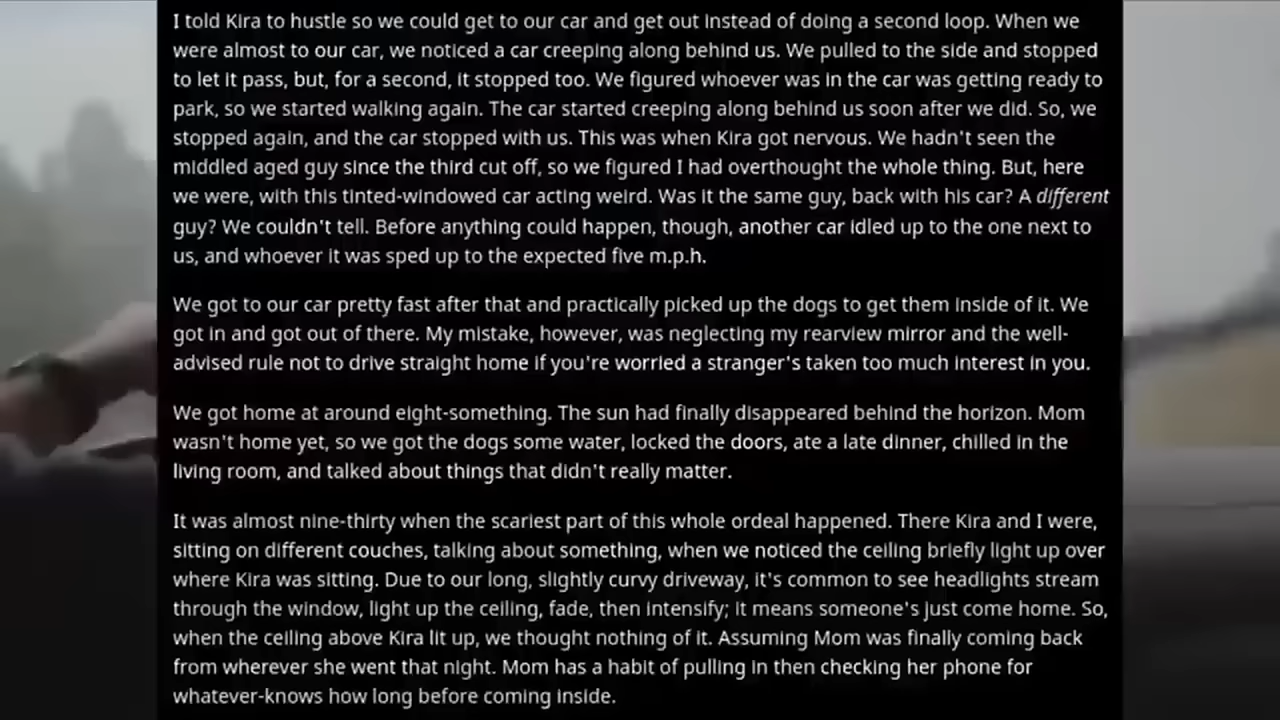 I told Kira to hustle so we could get to our car and get out instead of doing a second loop. When we
were almost to our car, we noticed a car creeping along behind us. We pulled to the side and stopped
to let it pass, but, for a second, it stopped too. We figured whoever was in the car was getting ready to
park, so we started walking again. The car started creeping along behind us soon after we did. So, we
stopped again, and the car stopped with us. This was when Kira got nervous. We hadn't seen the
middled aged guy since the third cut off, so we figured I had overthought the whole thing. But, here
we were, with this tinted-windowed car acting weird. Was it the same guy, back with his car? A different
guy? We couldn't tell. Before anything could happen, though, another car idled up to the one next to
us, and whoever it was sped up to the expected five m.p.h.
We got to our car pretty fast after that and practically picked up the dogs to get them inside of it. We
got in and got out of there. My mistake, however, was neglecting my rearview mirror and the well-
advised rule not to drive straight home if you're worried a stranger's taken too much interest in you.
We got home at around eight-something. The sun had finally disappeared behind the horizon. Mom
wasn't home yet, so we got the dogs some water, locked the doors, ate a late dinner, chilled in the
living room, and talked about things that didn't really matter.
It was almost nine-thirty when the scariest part of this whole ordeal happened. There Kira and I were,
sitting on different couches, talking about something, when we noticed the ceiling briefly light up over
where Kira was sitting. Due to our long, slightly curvy driveway, it's common to see headlights stream
through the window, light up the ceiling, fade, then intensify; it means someone's just come home. So,
when the ceiling above Kira lit up, we thought nothing of it. Assuming Mom was finally coming back
from wherever she went that night. Mom has a habit of pulling in then checking her phone for
whatever-knows how long before coming inside.